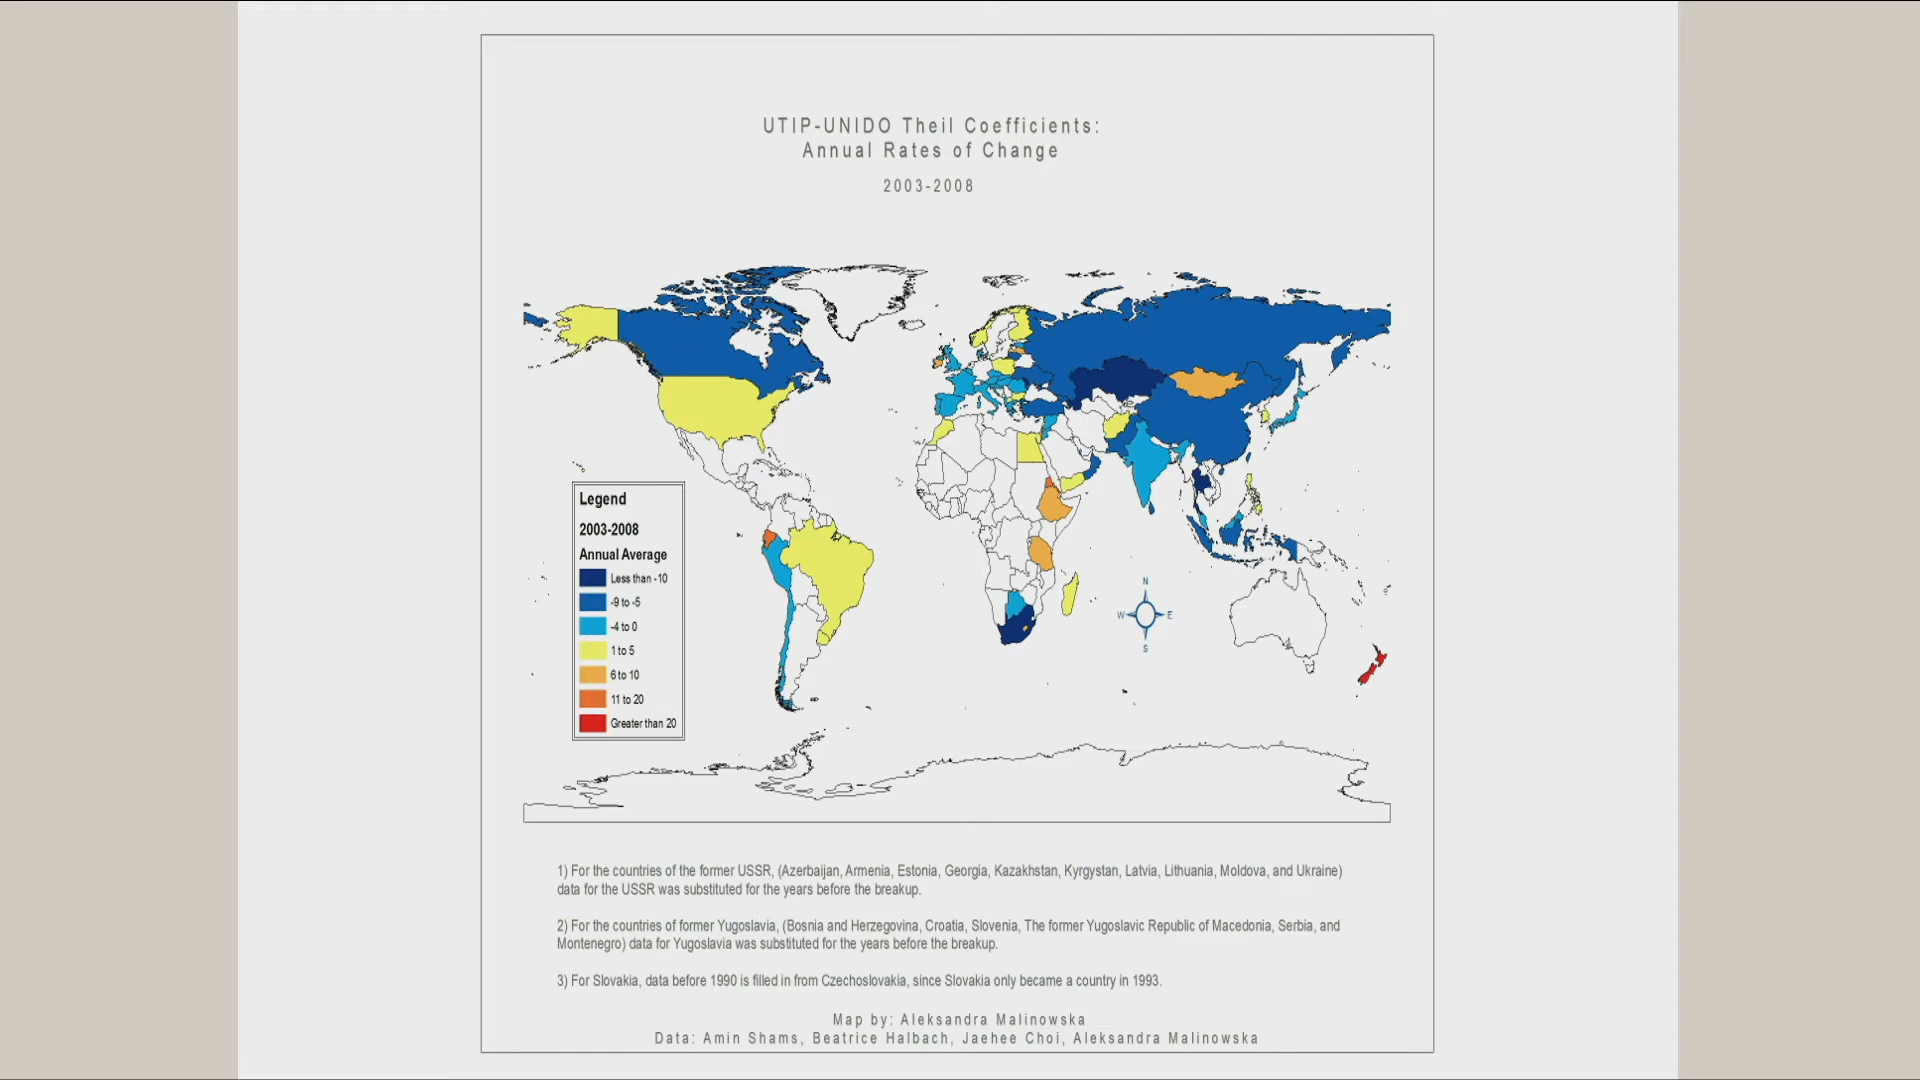 UTIP-UNIDO Theil Coefficients:
Annual Rates of Change
2003-2008
Legend
2003-2008
Annual Average
Less than -10
-9 to -5
-4 to 0
1 to 5
6 to 10
11 to 20
Greater than 20
N
W E
S
1) For the countries of the former USSR, (Azerbaijan, Armenia, Estonia, Georgia, Kazakhstan, Kyrgystan, Latvia, Lithuania, Moldova, and Ukraine)
data for the USSR was substituted for the years before the breakup.
2) For the countries of former Yugoslavia, (Bosnia and Herzegovina, Croatia, Slovenia, The former Yugoslavic Republic of Macedonia, Serbia, and
Montenegro) data for Yugoslavia was substituted for the years before the breakup.
3) For Slovakia, data before 1990 is filled in from Czechoslovakia, since Slovakia only became a country in 1993.
Map by: Aleksandra Malinowska
Data: Amin Shams, Beatrice Halbach, Jaehee Choi, Aleksandra Malinowska